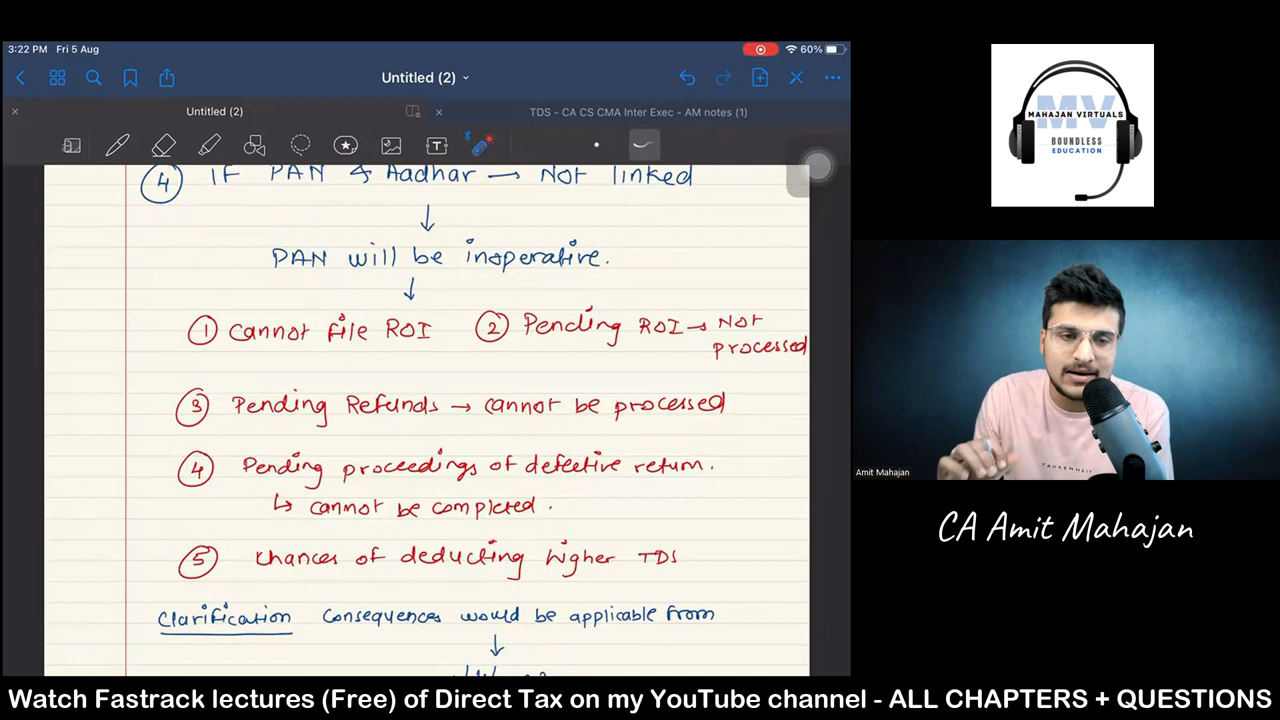 3:22 PM Fri 5 Aug
60%
Untitled (2)
Untitled (2)
TDS - CA CS CMA Inter Exec - AM notes (1)
④ If PAN & Aadhar → Not linked
↓
PAN will be inoperative.
↓
① Cannot file ROI ② Pending ROI → Not
processed
③ Pending Refunds → cannot be processed
④ Pending proceedings of defective return.
↳ cannot be completed.
⑤ Chances of deducting higher TDS
Clarification Consequences would be applicable from
↓
MV
MAHAJAN VIRTUALS
BOUNDLESS
EDUCATION
FAHRENHEIT
Amit Mahajan
CA Amit Mahajan
Watch Fastrack lectures (Free) of Direct Tax on my YouTube channel - ALL CHAPTERS + QUESTIONS